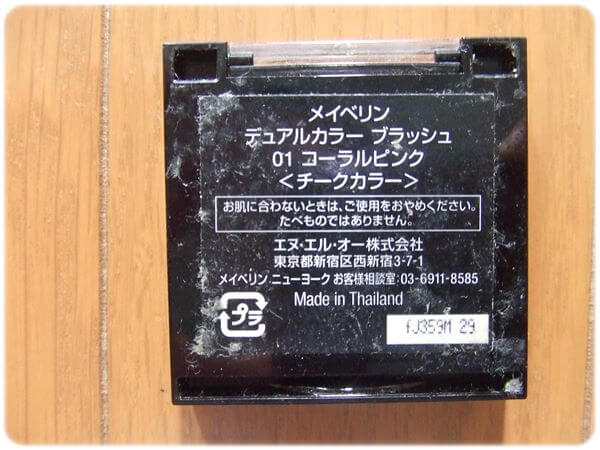 メイベリン
デュアルカラー ブラッシュ
01 コーラルピンク
<チークカラー>
お肌に合わないときは、ご使用をおやめください。
たべものではありません。
エヌ・エル・オー株式会社
東京都新宿区西新宿3-7-1
メイベリン ニューヨーク お客様相談室:03-6911-8585
Made in Thailand
プラ
fJ359M 29